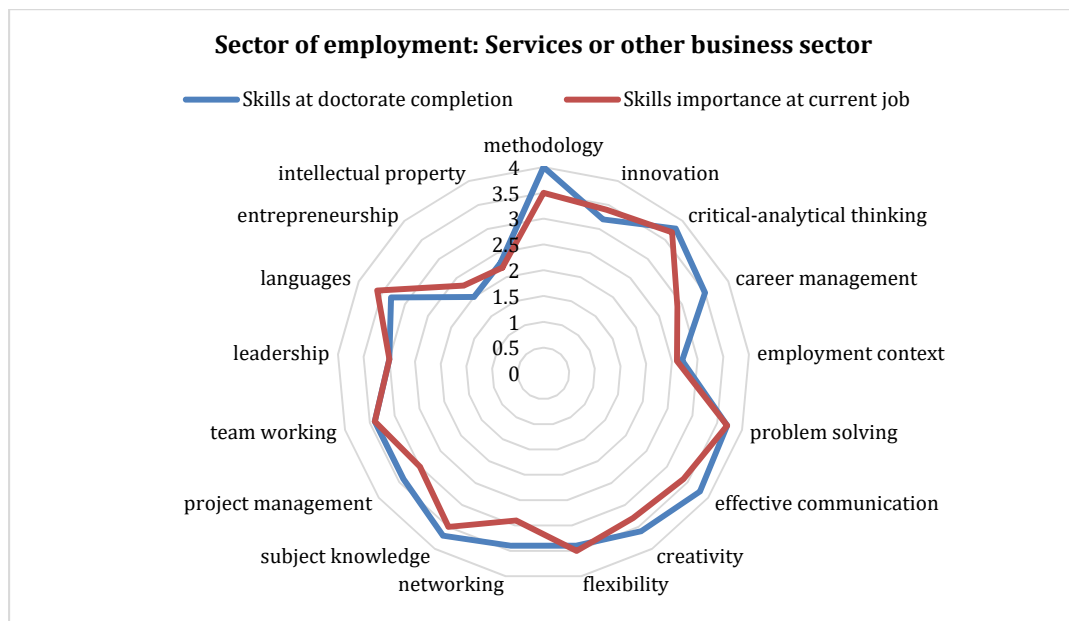 Sector of employment: Services or other business sector
Skills at doctorate completion
Skills importance at current job
methodology
innovation
critical-analytical thinking
career management
employment context
problem solving
effective communication
creativity
flexibility
networking
subject knowledge
project management
team working
leadership
languages
entrepreneurship
intellectual property
4
3.5
3
2.5
2
1.5
1
0.5
0